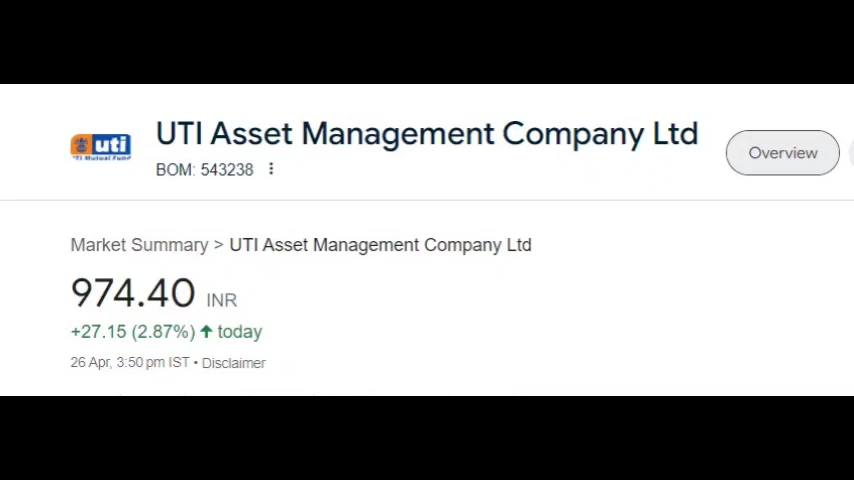 uti
UTI Asset Management Company Ltd
BOM: 543238
Overview
Market Summary > UTI Asset Management Company Ltd
974.40 INR
+27.15 (2.87%) ↑ today
26 Apr, 3:50 pm IST • Disclaimer